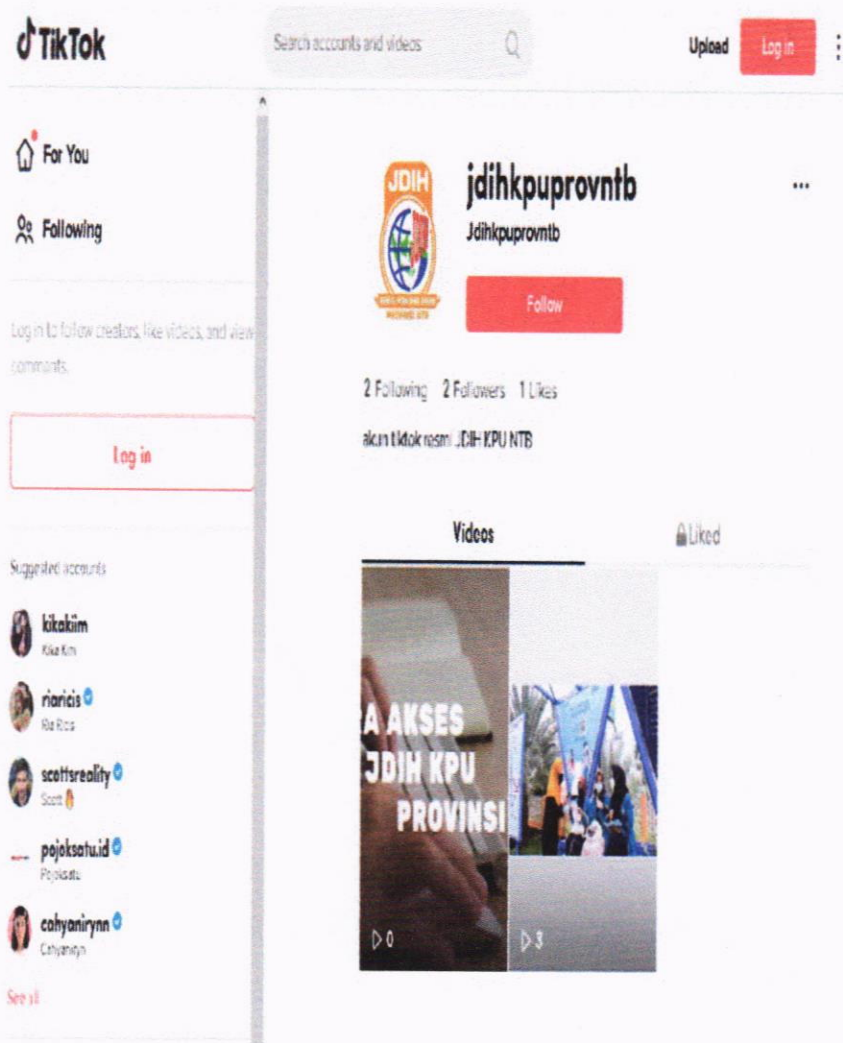 TikTok
Search accounts and videos
Upload
Log in
For You
Following
Log in to follow creators, like videos, and view
comments.
Log in
Suggested accounts
kikakiim
Kika Kim
riaricis
Ria Ricis
scottsreality
Scott
pojoksatu.id
Pojoksatu
cahyanirynn
Cahyaniryn
See all
JDIH
jdihkpuprovntb
Jdihkpuprovntb
Follow
2 Following 2 Followers 1 Likes
akun tiktok resmi JDIH KPU NTB
Videos
Liked
A AKSES
JDIH KPU
PROVINSI
0
3